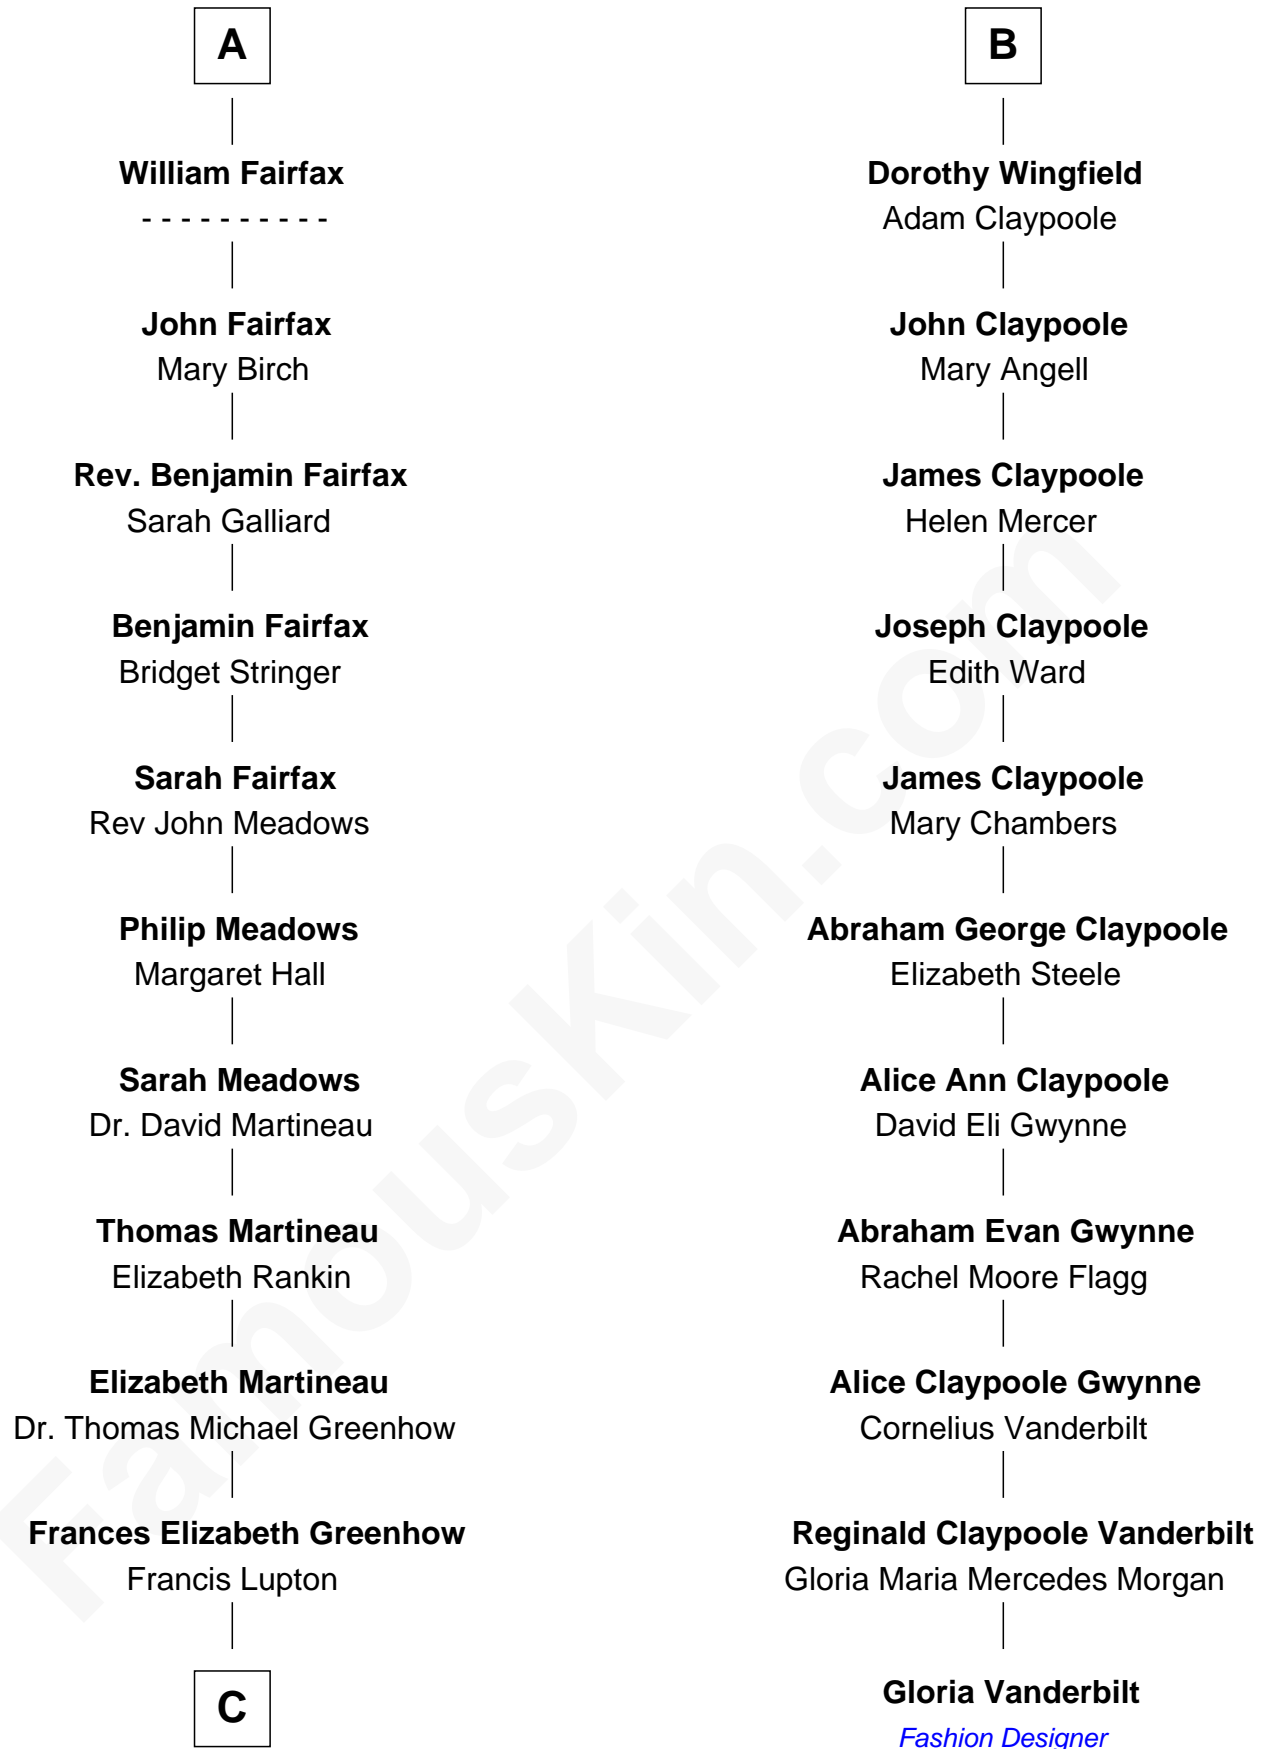 A
William Fairfax
- - - - - - - - - -
John Fairfax
Mary Birch
Rev. Benjamin Fairfax
Sarah Galliard
Benjamin Fairfax
Bridget Stringer
Sarah Fairfax
Rev John Meadows
Philip Meadows
Margaret Hall
Sarah Meadows
Dr. David Martineau
Thomas Martineau
Elizabeth Rankin
Elizabeth Martineau
Dr. Thomas Michael Greenhow
Frances Elizabeth Greenhow
Francis Lupton
C
B
Dorothy Wingfield
Adam Claypoole
John Claypoole
Mary Angell
James Claypoole
Helen Mercer
Joseph Claypoole
Edith Ward
James Claypoole
Mary Chambers
Abraham George Claypoole
Elizabeth Steele
Alice Ann Claypoole
David Eli Gwynne
Abraham Evan Gwynne
Rachel Moore Flagg
Alice Claypoole Gwynne
Cornelius Vanderbilt
Reginald Claypoole Vanderbilt
Gloria Maria Mercedes Morgan
Gloria Vanderbilt
Fashion Designer
FamousKin.com